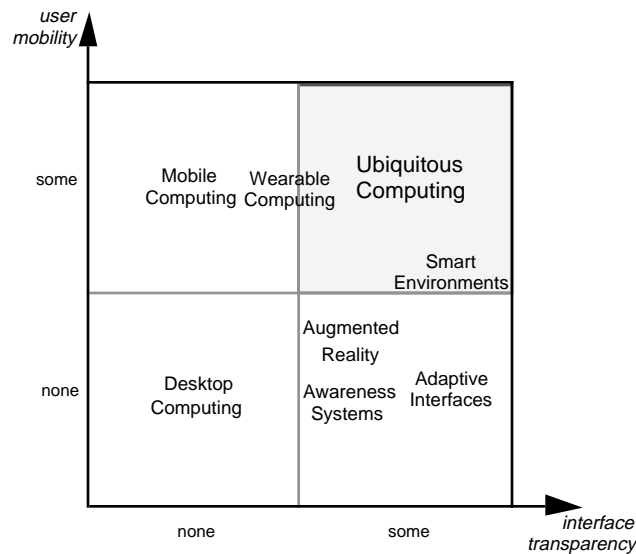 user
mobility
some
Mobile
Computing
Wearable
Computing
Ubiquitous
Computing
Smart
Environments
none
Desktop
Computing
Augmented
Reality
Awareness
Systems
Adaptive
Interfaces
none
some
interface
transparency